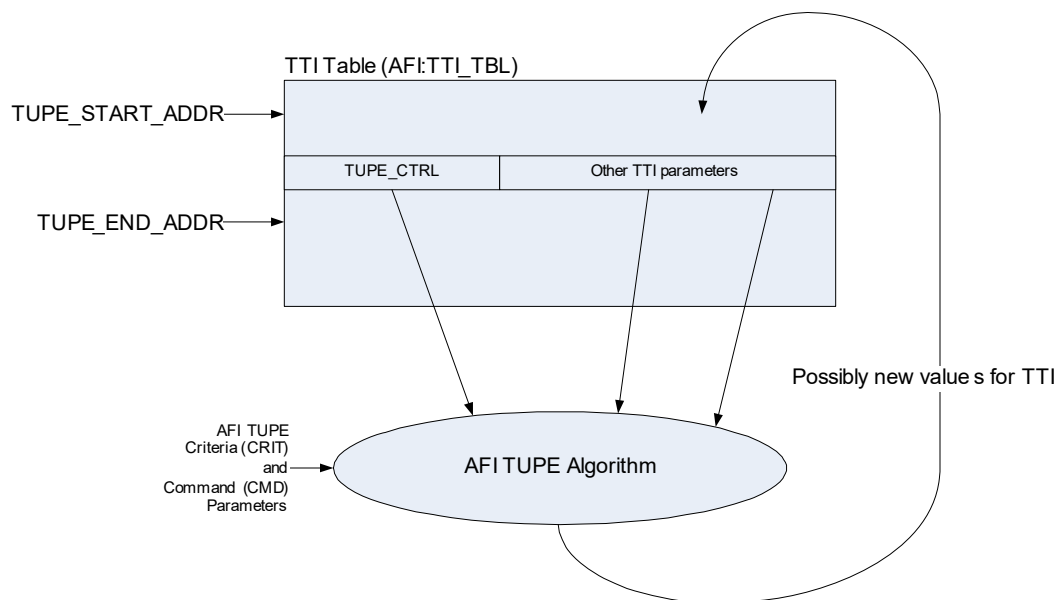 TTI Table (AFI:TTI_TBL)
TUPE_START_ADDR
TUPE_CTRL
Other TTI parameters
TUPE_END_ADDR
Possibly new values for TTI
AFI TUPE
Criteria (CRIT)
and
Command (CMD)
Parameters
AFI TUPE Algorithm